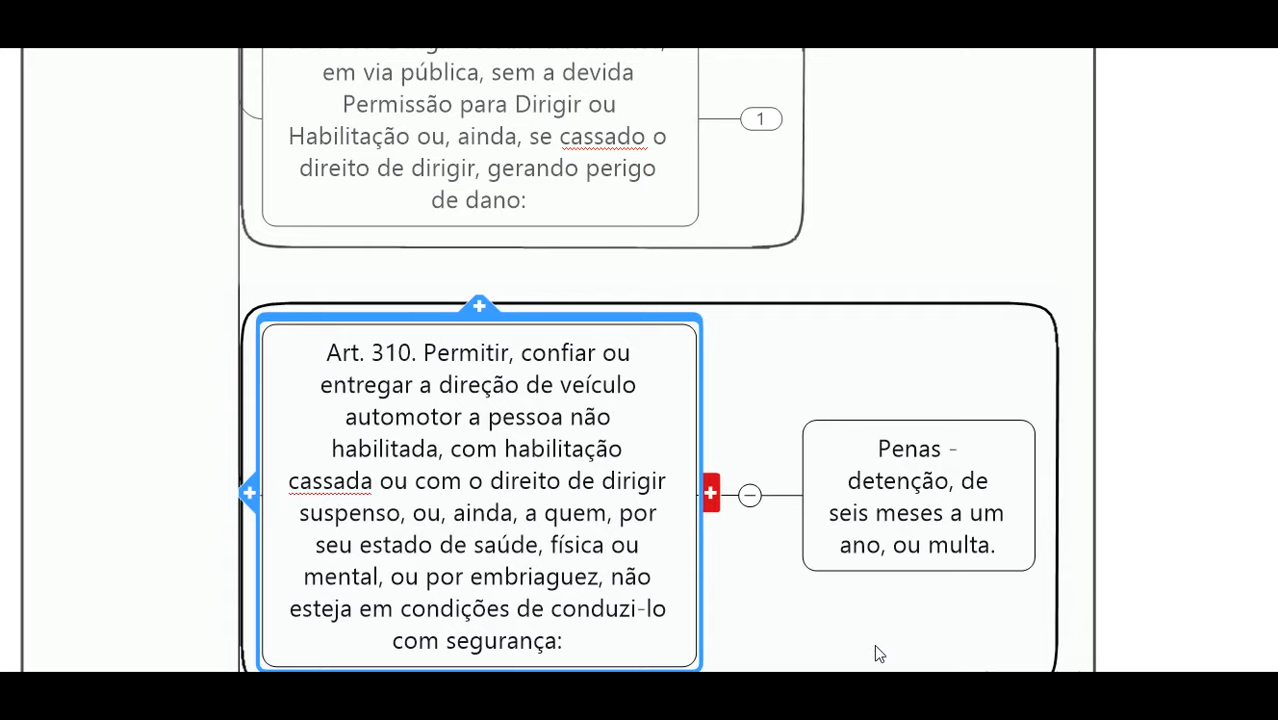 em via pública, sem a devida
Permissão para Dirigir ou
Habilitação ou, ainda, se cassado o
direito de dirigir, gerando perigo
de dano:
1
Art. 310. Permitir, confiar ou
entregar a direção de veículo
automotor a pessoa não
habilitada, com habilitação
cassada ou com o direito de dirigir
suspenso, ou, ainda, a quem, por
seu estado de saúde, física ou
mental, ou por embriaguez, não
esteja em condições de conduzi-lo
com segurança:
Penas -
detenção, de
seis meses a um
ano, ou multa.